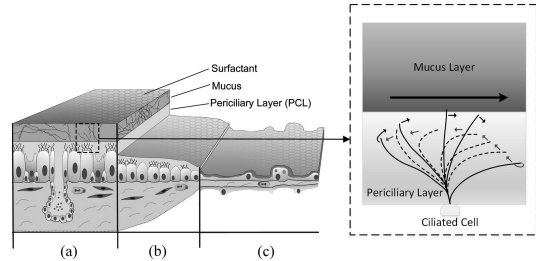 Surfactant
Mucus
Periciliary Layer (PCL)
(a)
(b)
(c)
Mucus Layer
Periciliary Layer
Ciliated Cell